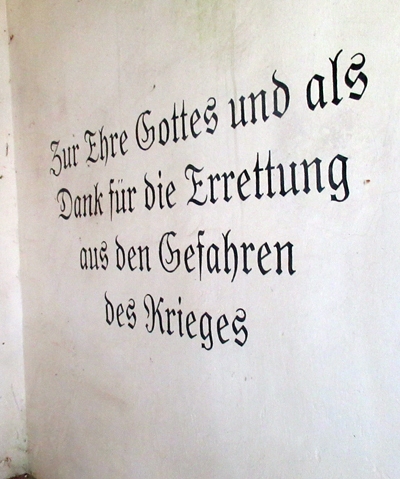 Zur Ehre Gottes und als
Dank für die Errettung
aus den Gefahren
des Krieges